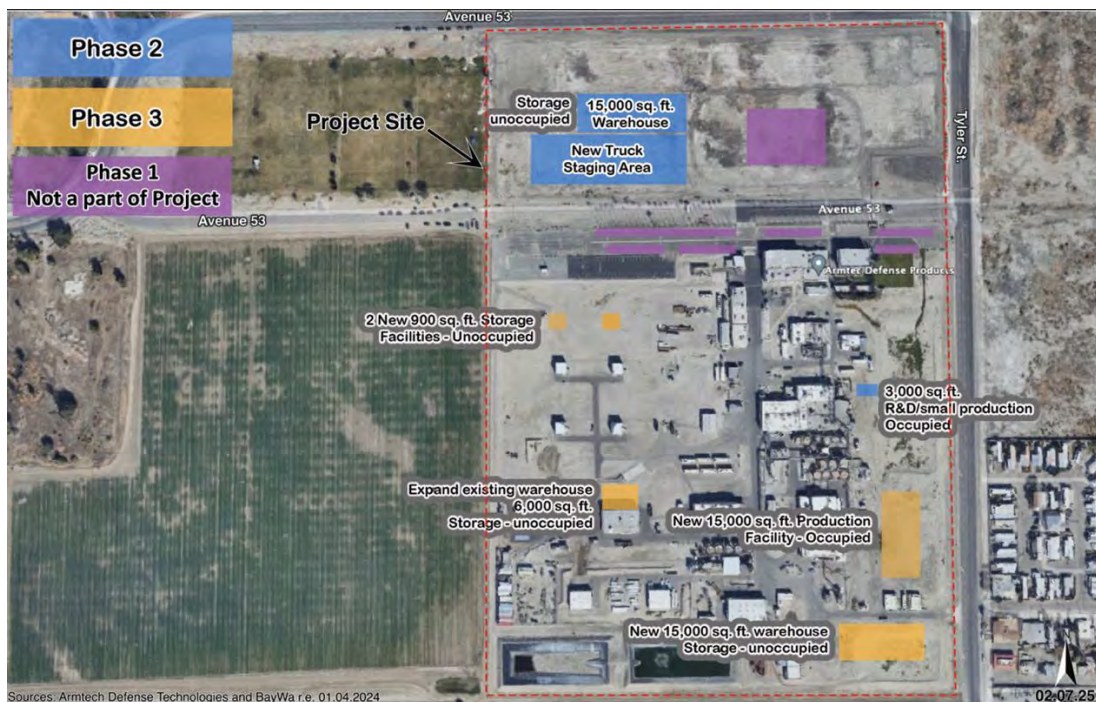 Avenue 53
Phase 2
Phase 3
Phase 1
Not a part of Project
Project Site
Storage
unoccupied
15,000 sq. ft.
Warehouse
New Truck
Staging Area
Tyler St.
Avenue 53
Avenue 53
Armtec Defense Products
2 New 900 sq. ft. Storage
Facilities - Unoccupied
3,000 sq.ft.
R&D/small production
Occupied
Expand existing warehouse
6,000 sq. ft.
Storage - unoccupied
New 15,000 sq. ft. Production
Facility - Occupied
New 15,000 sq. ft. warehouse
Storage - unoccupied
Sources: Armtech Defense Technologies and BayWa r.e. 01.04.2024
02.07.25